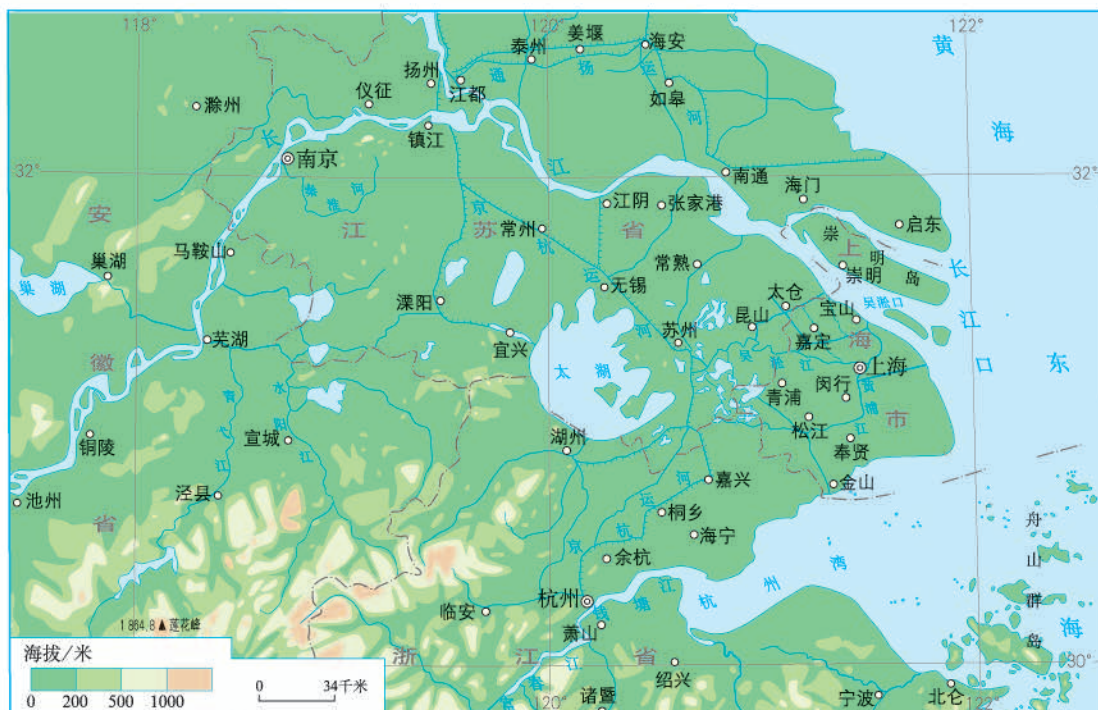 118°
120°
122°
黄
海
姜堰
海安
泰州
通
扬
运
河
扬州
江都
如皋
仪征
滁州
镇江
长
南京
江
32°
32°
南通
海门
秦
淮
河
江阴
张家港
启东
安
江
苏
省
京
常州
杭
运
河
崇
明
岛
上
崇明
长
江
口
东
马鞍山
常熟
巢湖
巢湖
无锡
太仓
吴淞口
宝山
溧阳
昆山
苏州
嘉定
海
芜湖
宜兴
吴
淞
江
上海
徽
太湖
青浦
闵行
黄
浦
江
市
水
阳
江
青
弋
江
松江
铜陵
宣城
湖州
奉贤
嘉兴
金山
池州
泾县
省
桐乡
河
运
杭
京
海宁
舟
山
群
岛
余杭
杭
州
湾
临安
杭州
钱
塘
江
萧山
1 864.8▲莲花峰
海
海拔/米
0 200 500 1000
0 34千米
浙
江
省
绍兴
30°
诸暨
宁波
北仑
120°
122°